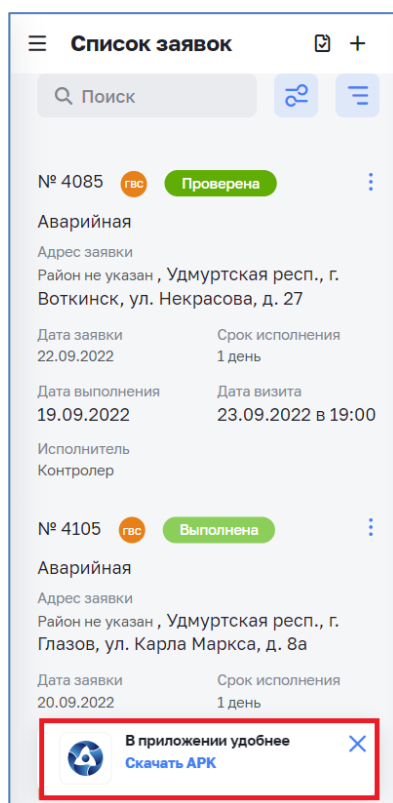 Список заявок
Поиск
№ 4085 гвс Проверена
Аварийная
Адрес заявки
Район не указан , Удмуртская респ., г.
Воткинск, ул. Некрасова, д. 27
Дата заявки Срок исполнения
22.09.2022 1 день
Дата выполнения Дата визита
19.09.2022 23.09.2022 в 19:00
Исполнитель
Контролер
№ 4105 гвс Выполнена
Аварийная
Адрес заявки
Район не указан , Удмуртская респ., г.
Глазов, ул. Карла Маркса, д. 8а
Дата заявки Срок исполнения
20.09.2022 1 день
В приложении удобнее
Скачать APK